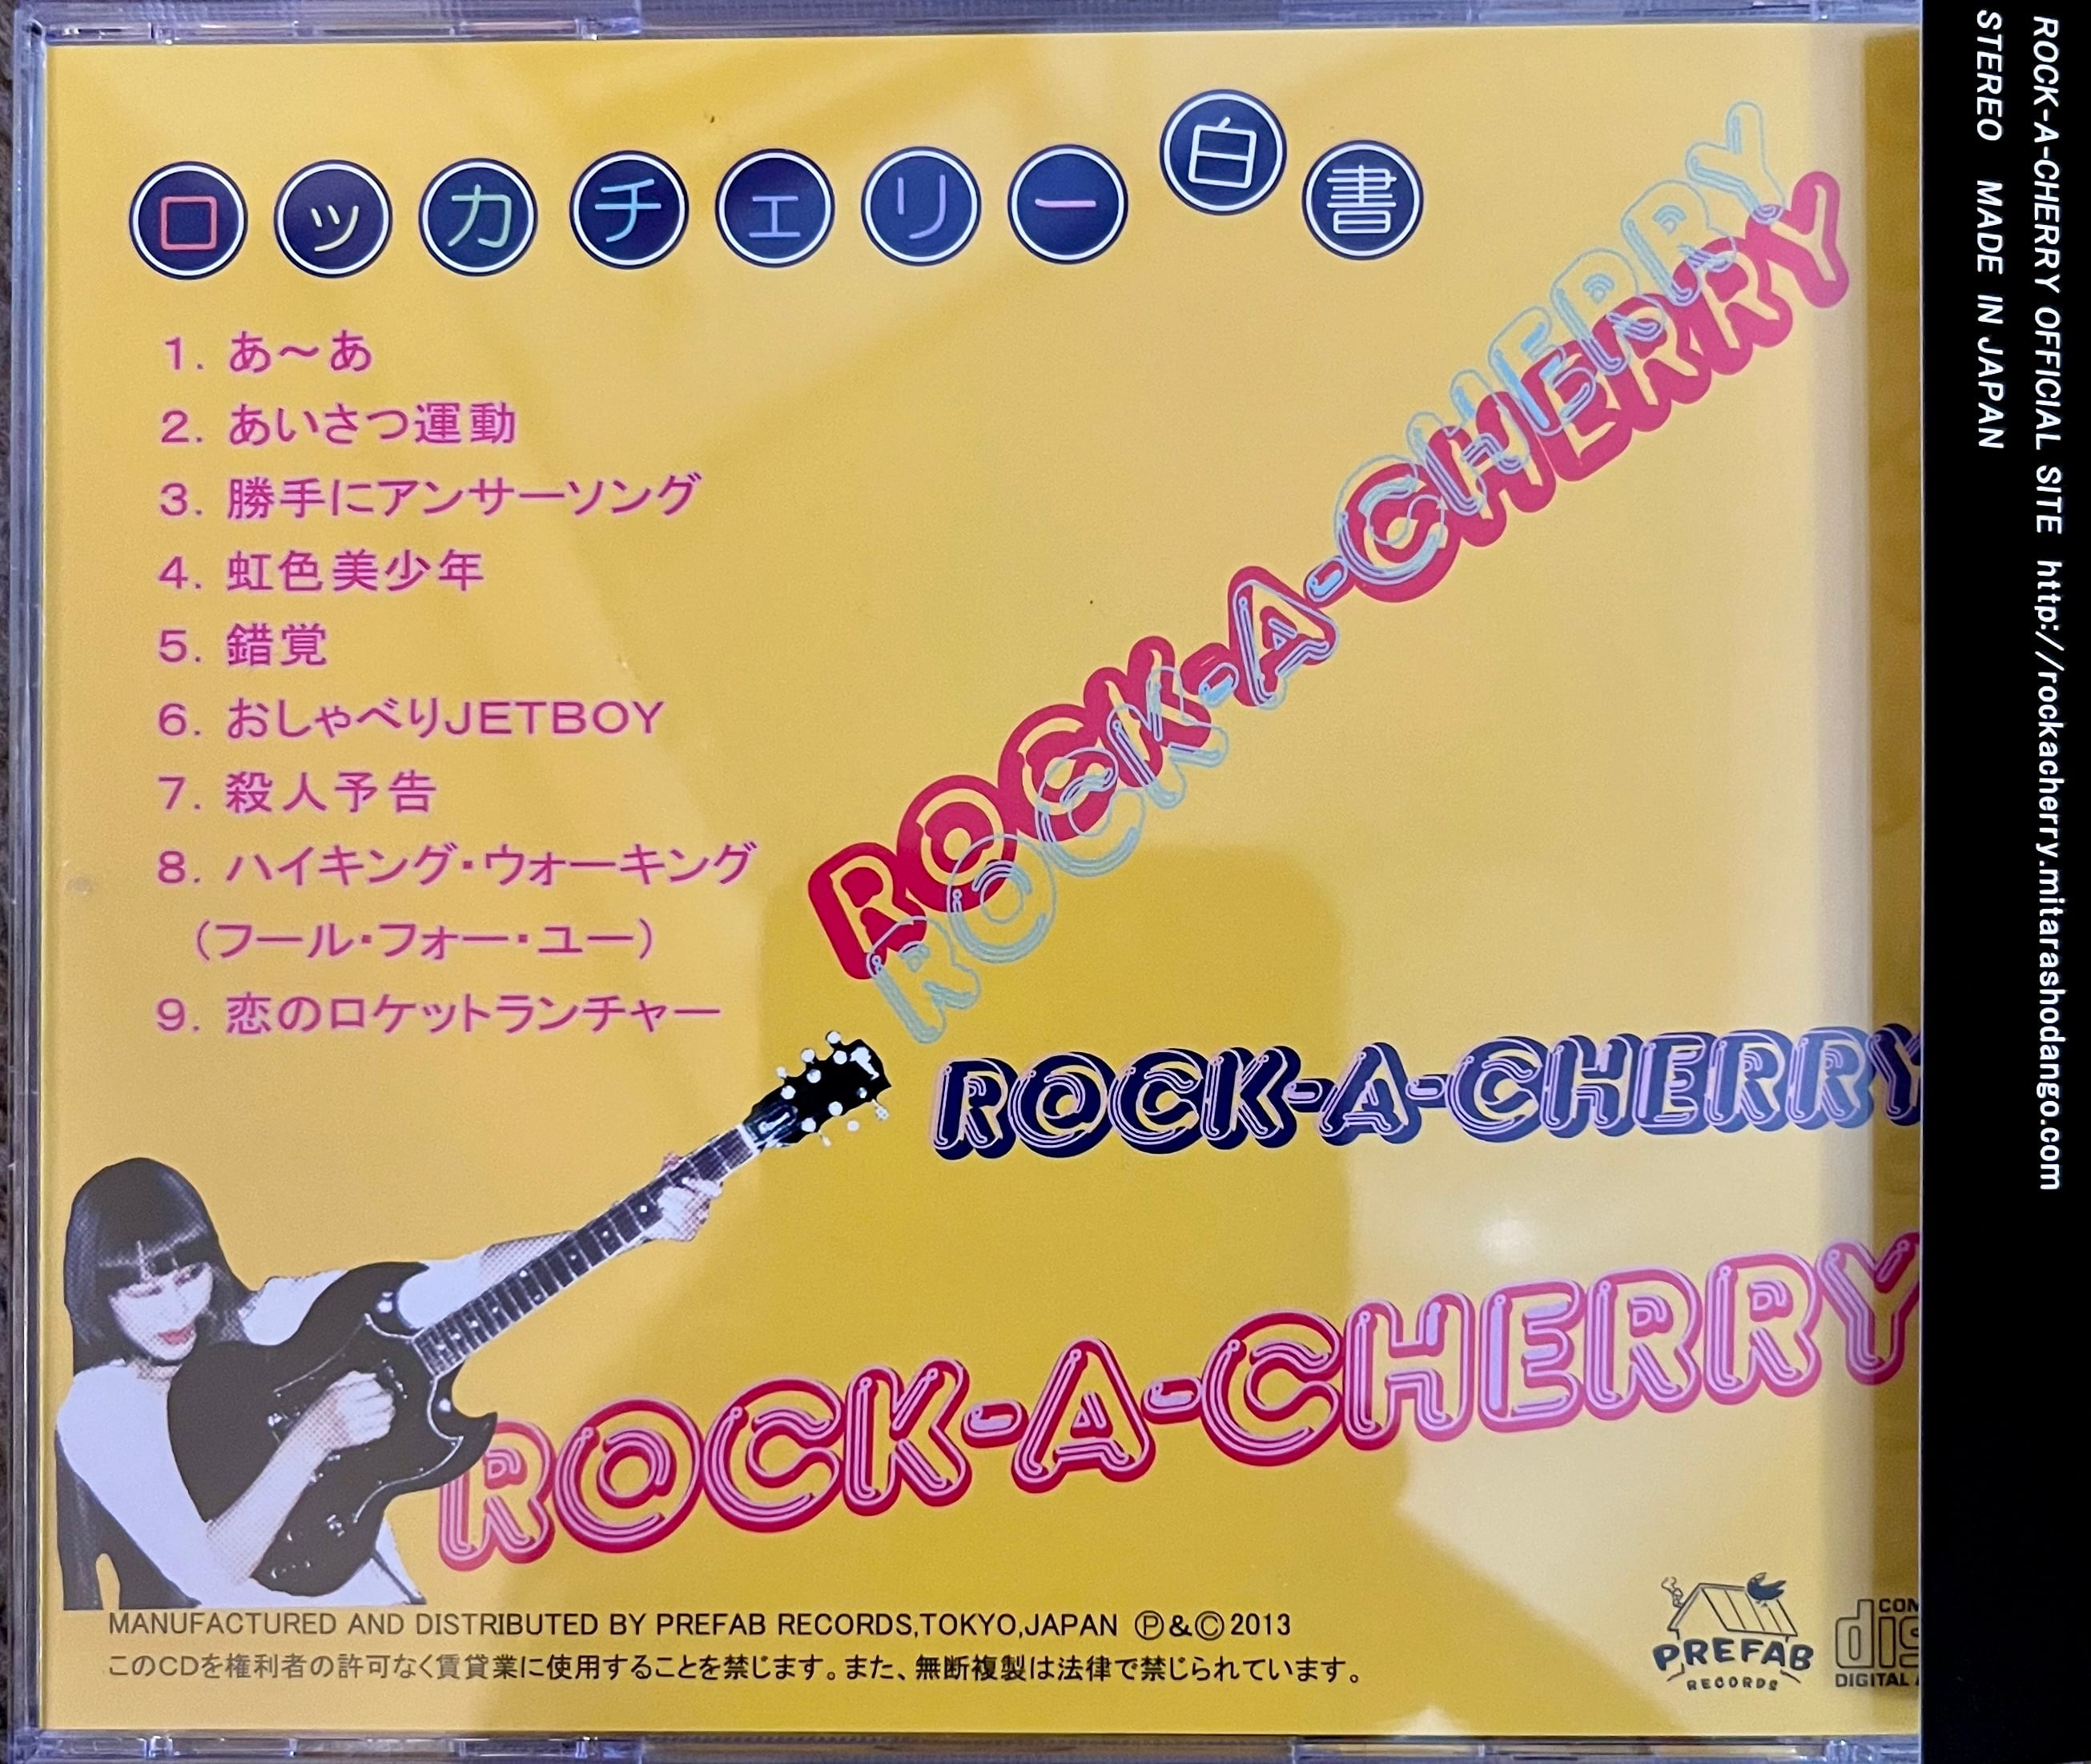 ロッカチェリー白書
1. あ～あ
2. あいさつ運動
3. 勝手にアンサーソング
4. 虹色美少年
5. 錯覚
6. おしゃべりJETBOY
7. 殺人予告
8. ハイキング・ウォーキング
（フール・フォー・ユー）
9. 恋のロケットランチャー
ROCK-A-CHERRY
ROCK-A-CHERRY
ROCK-A-CHERRY
ROCK-A-CHERRY
MANUFACTURED AND DISTRIBUTED BY PREFAB RECORDS,TOKYO,JAPAN Ⓟ&Ⓒ2013
このCDを権利者の許可なく賃貸業に使用することを禁じます。また、無断複製は法律で禁じられています。
PREFAB
RECORDS
COM
dis
DIGITAL A
ROCK-A-CHERRY OFFICIAL SITE http://rockacherry.mitarashodango.com
STEREO MADE IN JAPAN